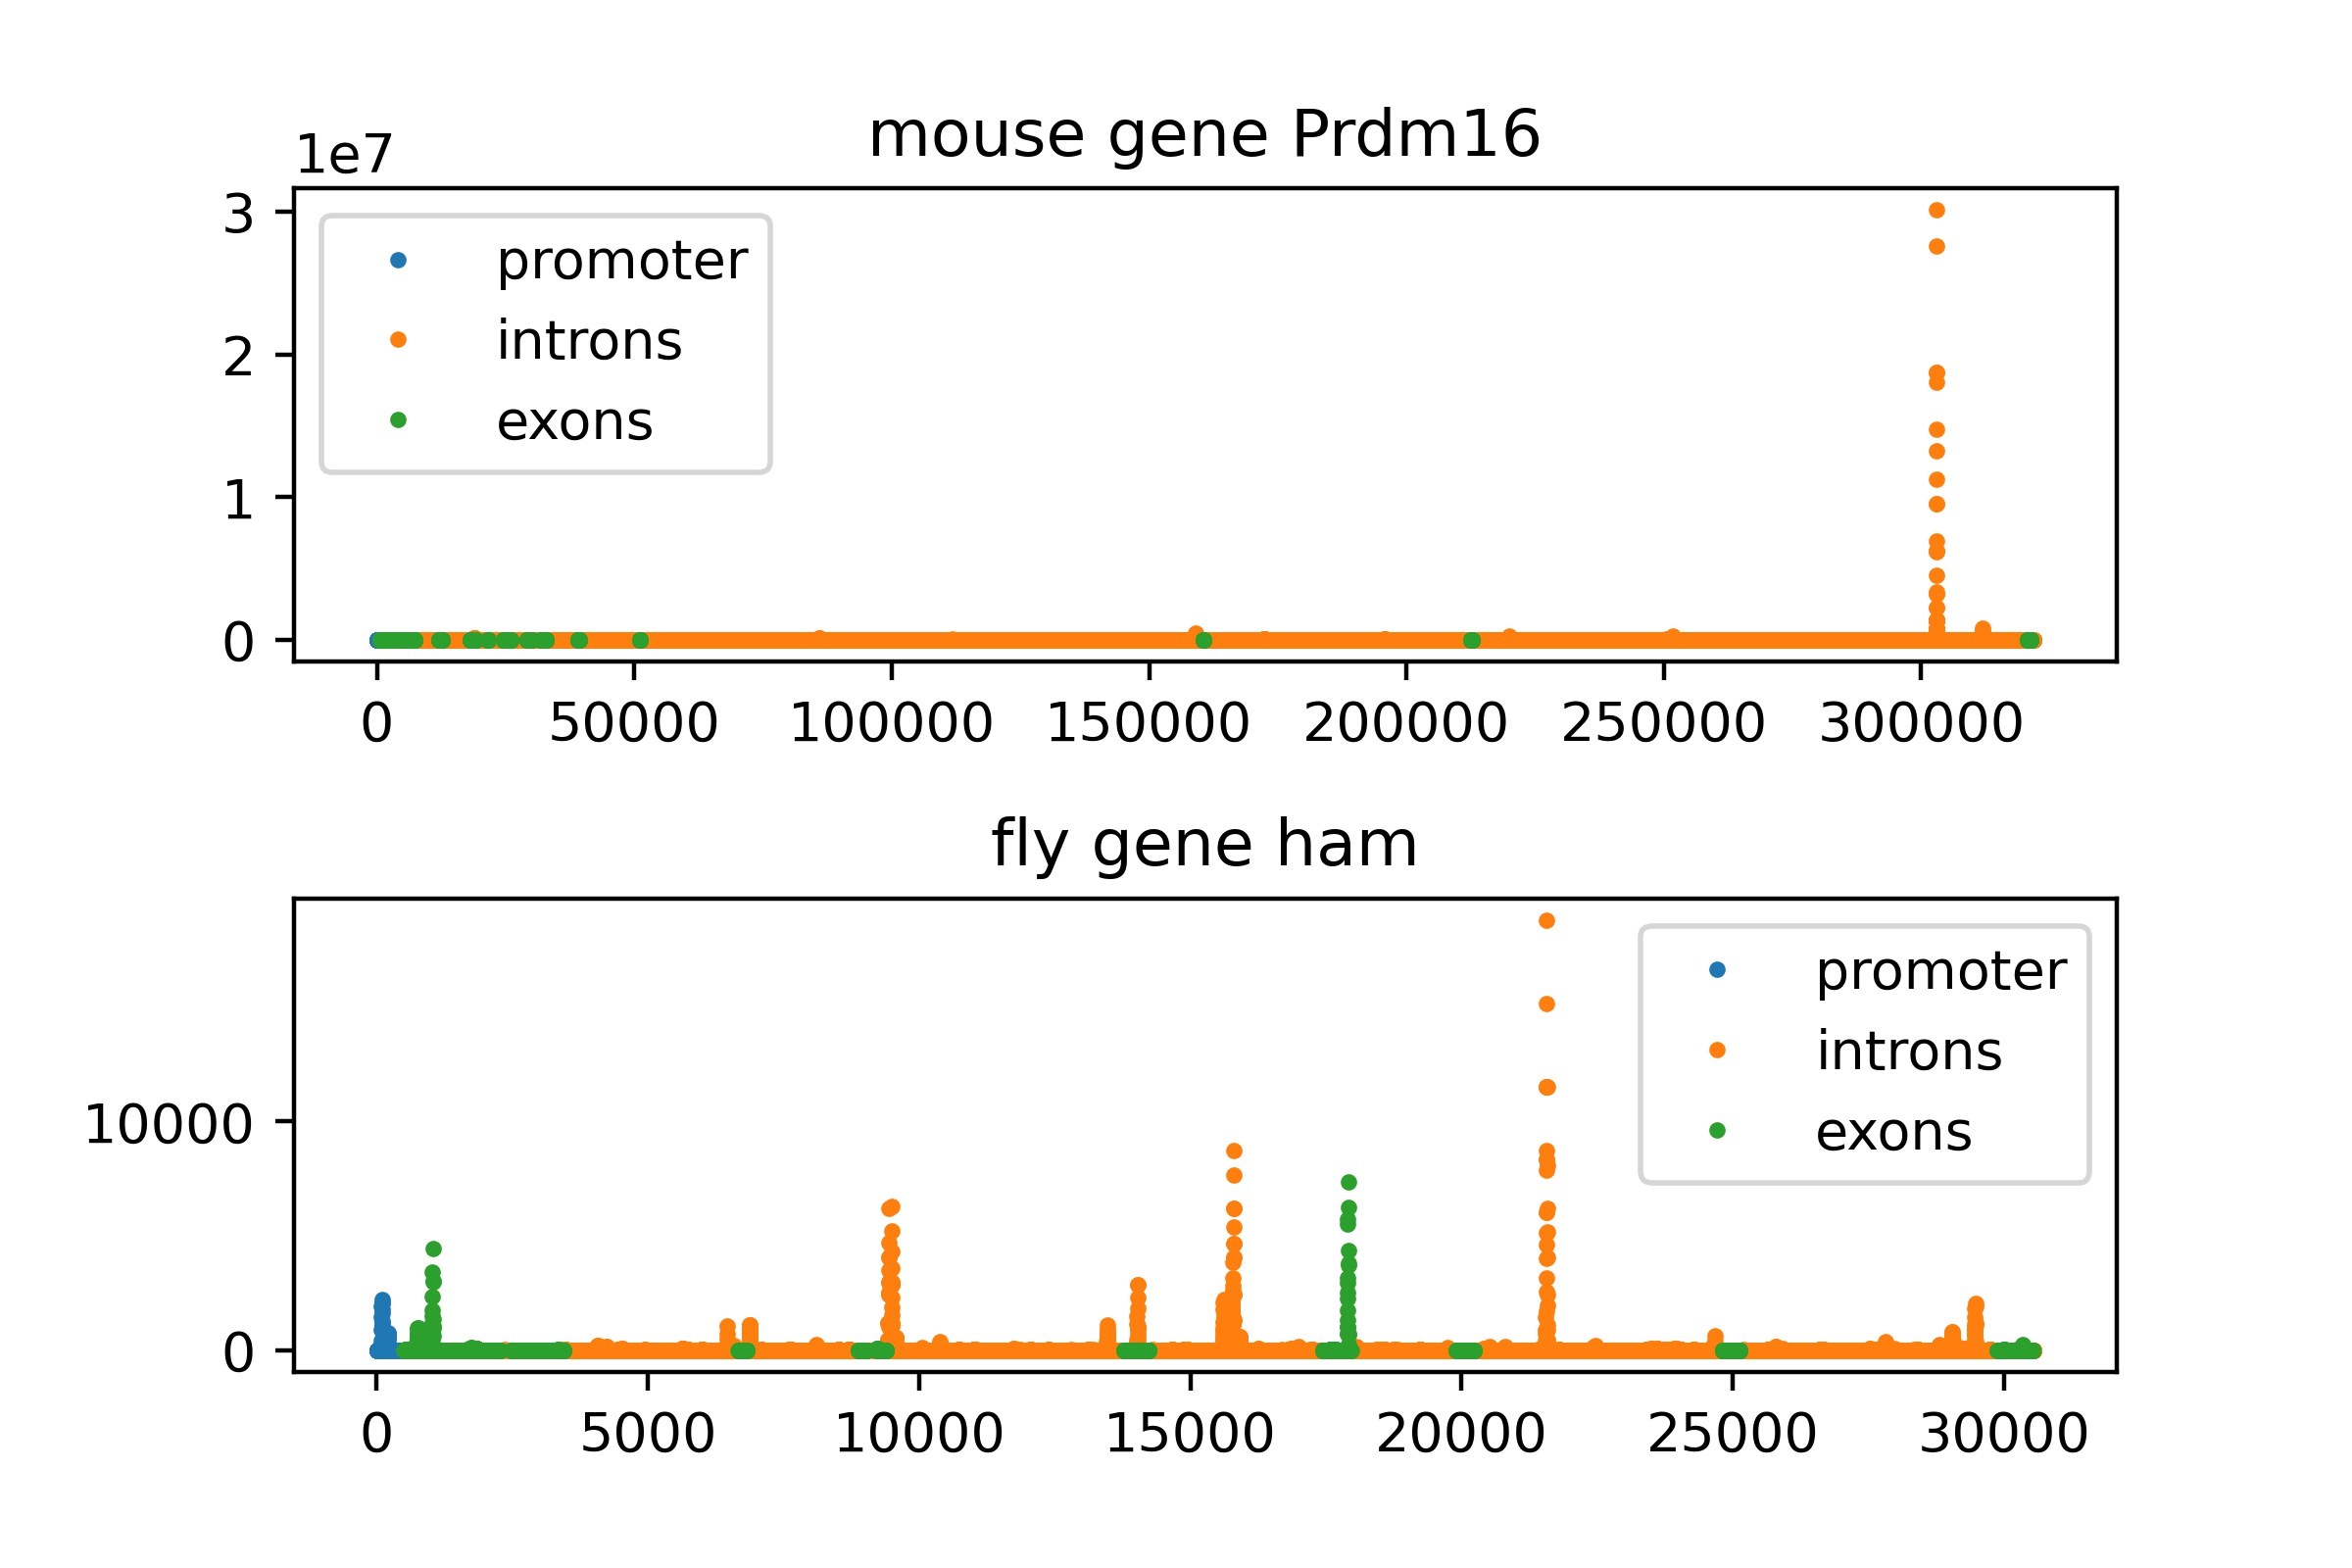 mouse gene Prdm16
1e7
3
2
1
0
promoter
introns
exons
0 50000 100000 150000 200000 250000 300000
fly gene ham
10000
0
promoter
introns
exons
0 5000 10000 15000 20000 25000 30000